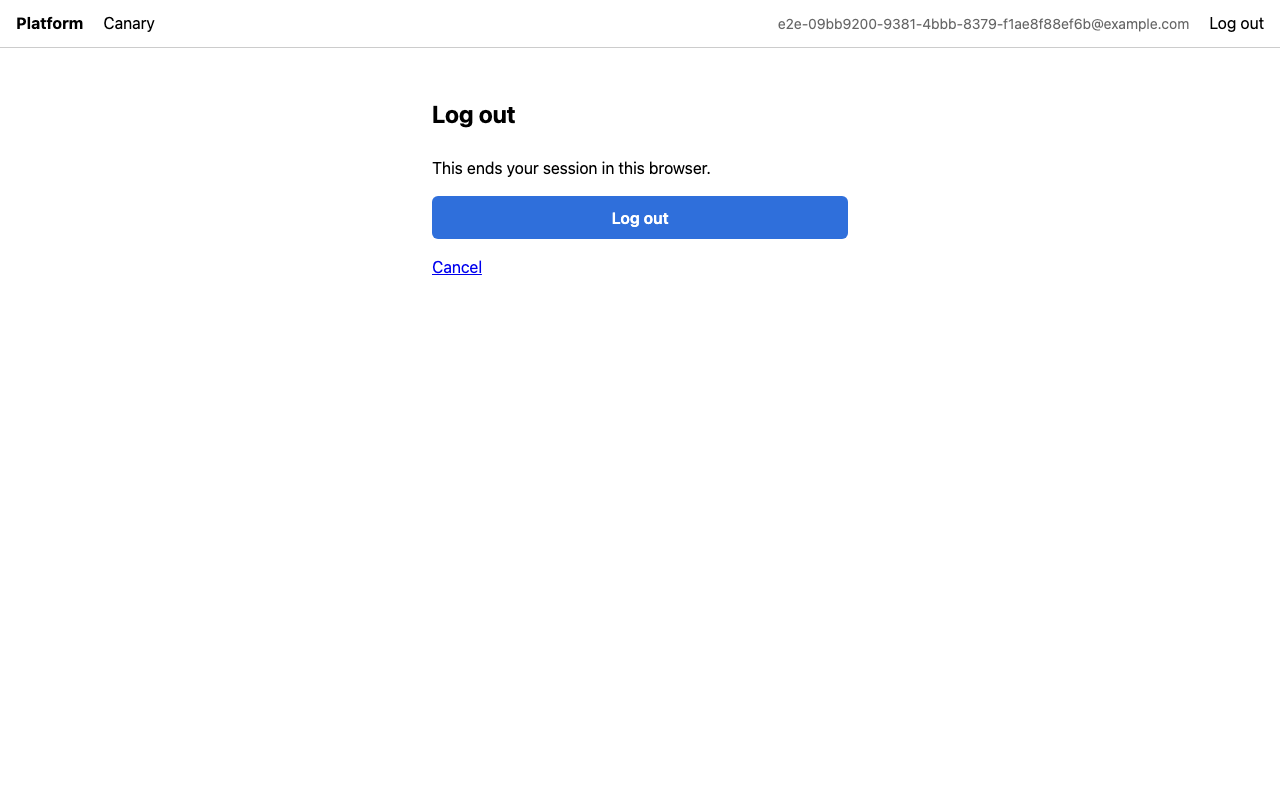 Platform Canary e2e-09bb9200-9381-4bbb-8379-f1ae8f88ef6b@example.com Log out
Log out
This ends your session in this browser.
Log out
Cancel